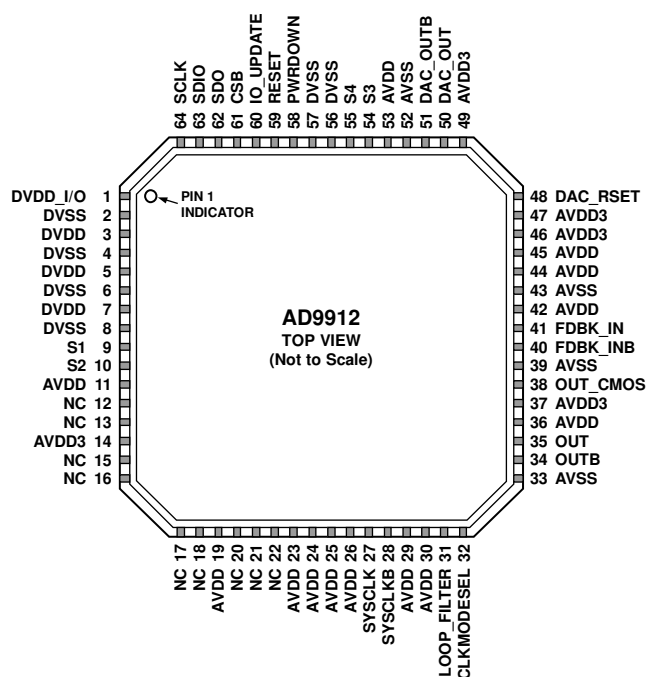 64 SCLK
63 SDIO
62 SDO
61 CSB
60 IO_UPDATE
59 RESET
58 PWRDOWN
57 DVSS
56 DVSS
55 S4
54 S3
53 AVDD
52 AVSS
51 DAC_OUTB
50 DAC_OUT
49 AVDD3
DVDD_I/O 1
DVSS 2
DVDD 3
DVSS 4
DVDD 5
DVSS 6
DVDD 7
DVSS 8
S1 9
S2 10
AVDD 11
NC 12
NC 13
AVDD3 14
NC 15
NC 16
PIN 1
INDICATOR
AD9912
TOP VIEW
(Not to Scale)
48 DAC_RSET
47 AVDD3
46 AVDD3
45 AVDD
44 AVDD
43 AVSS
42 AVDD
41 FDBK_IN
40 FDBK_INB
39 AVSS
38 OUT_CMOS
37 AVDD3
36 AVDD
35 OUT
34 OUTB
33 AVSS
NC 17
NC 18
AVDD 19
NC 20
NC 21
NC 22
AVDD 23
AVDD 24
AVDD 25
AVDD 26
SYSCLK 27
SYSCLKB 28
AVDD 29
AVDD 30
LOOP_FILTER 31
CLKMODESEL 32